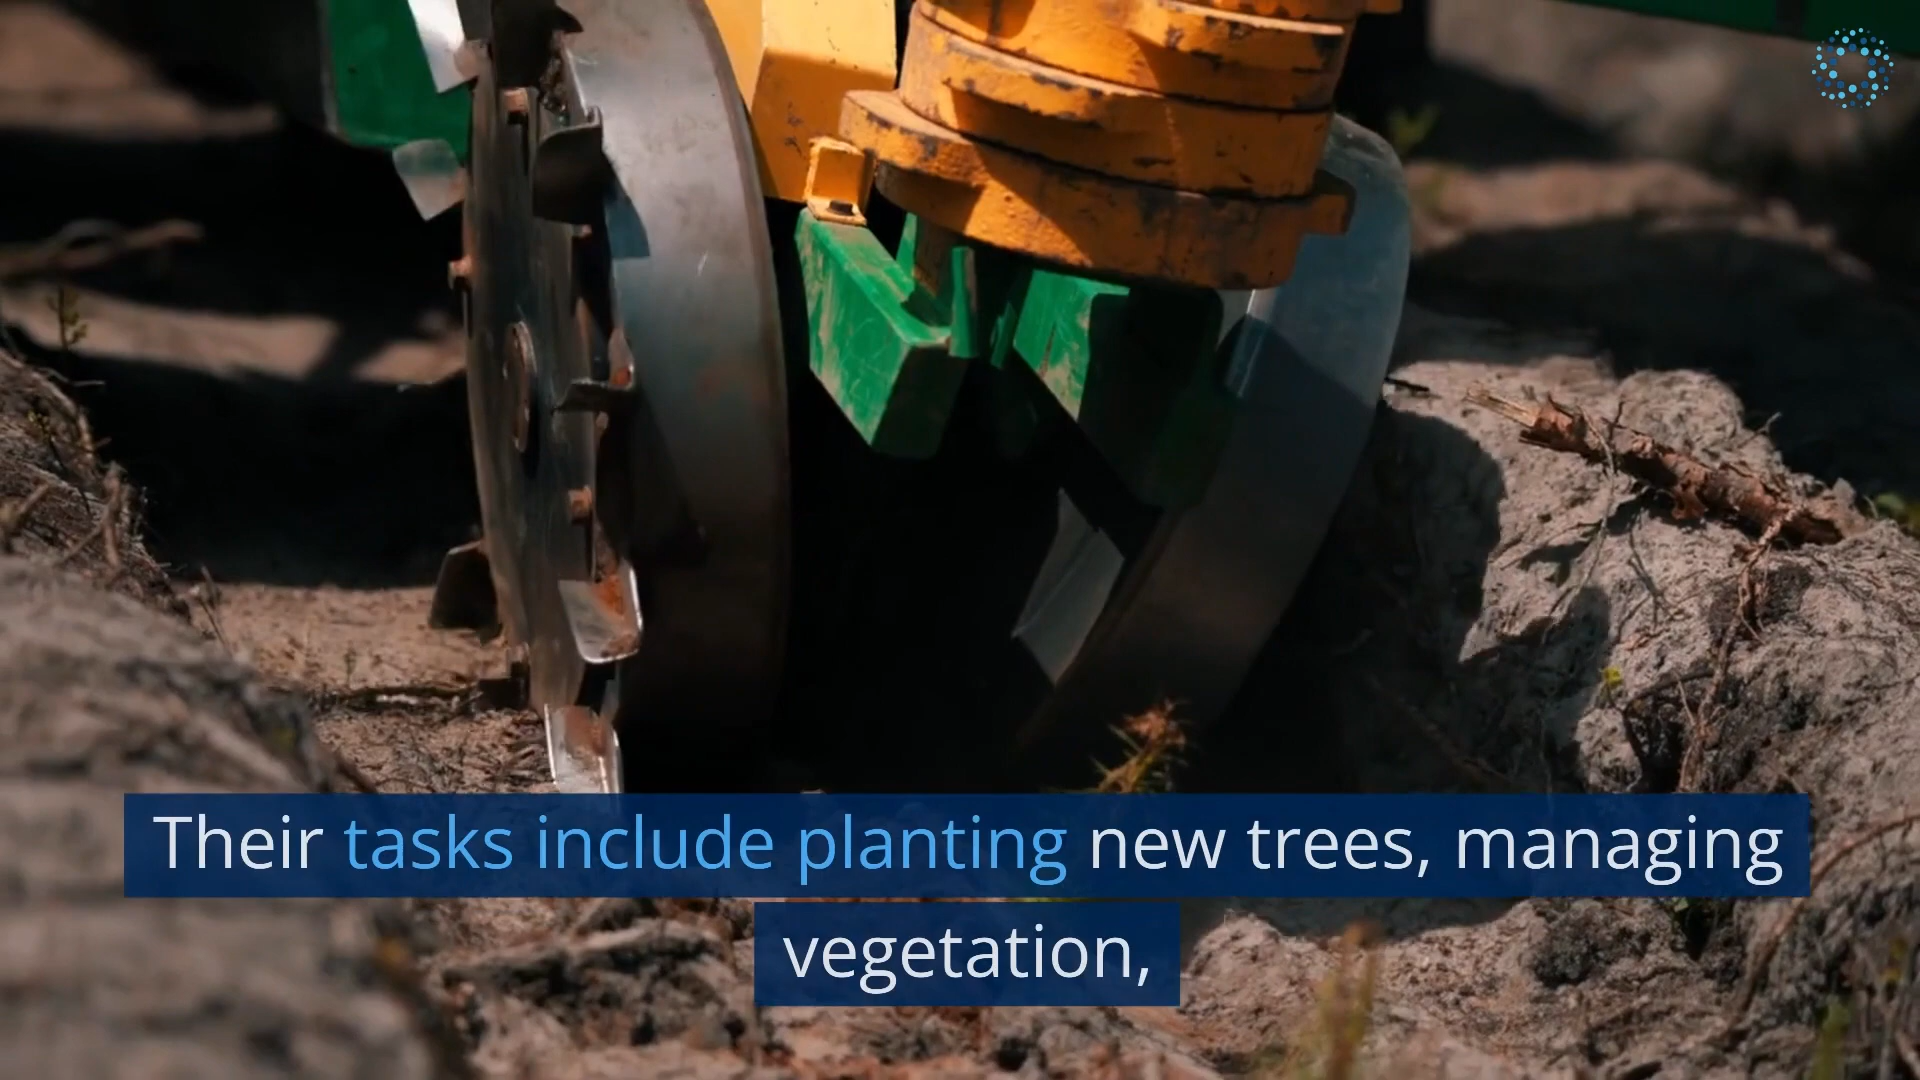 Their tasks include planting new trees, managing
vegetation,